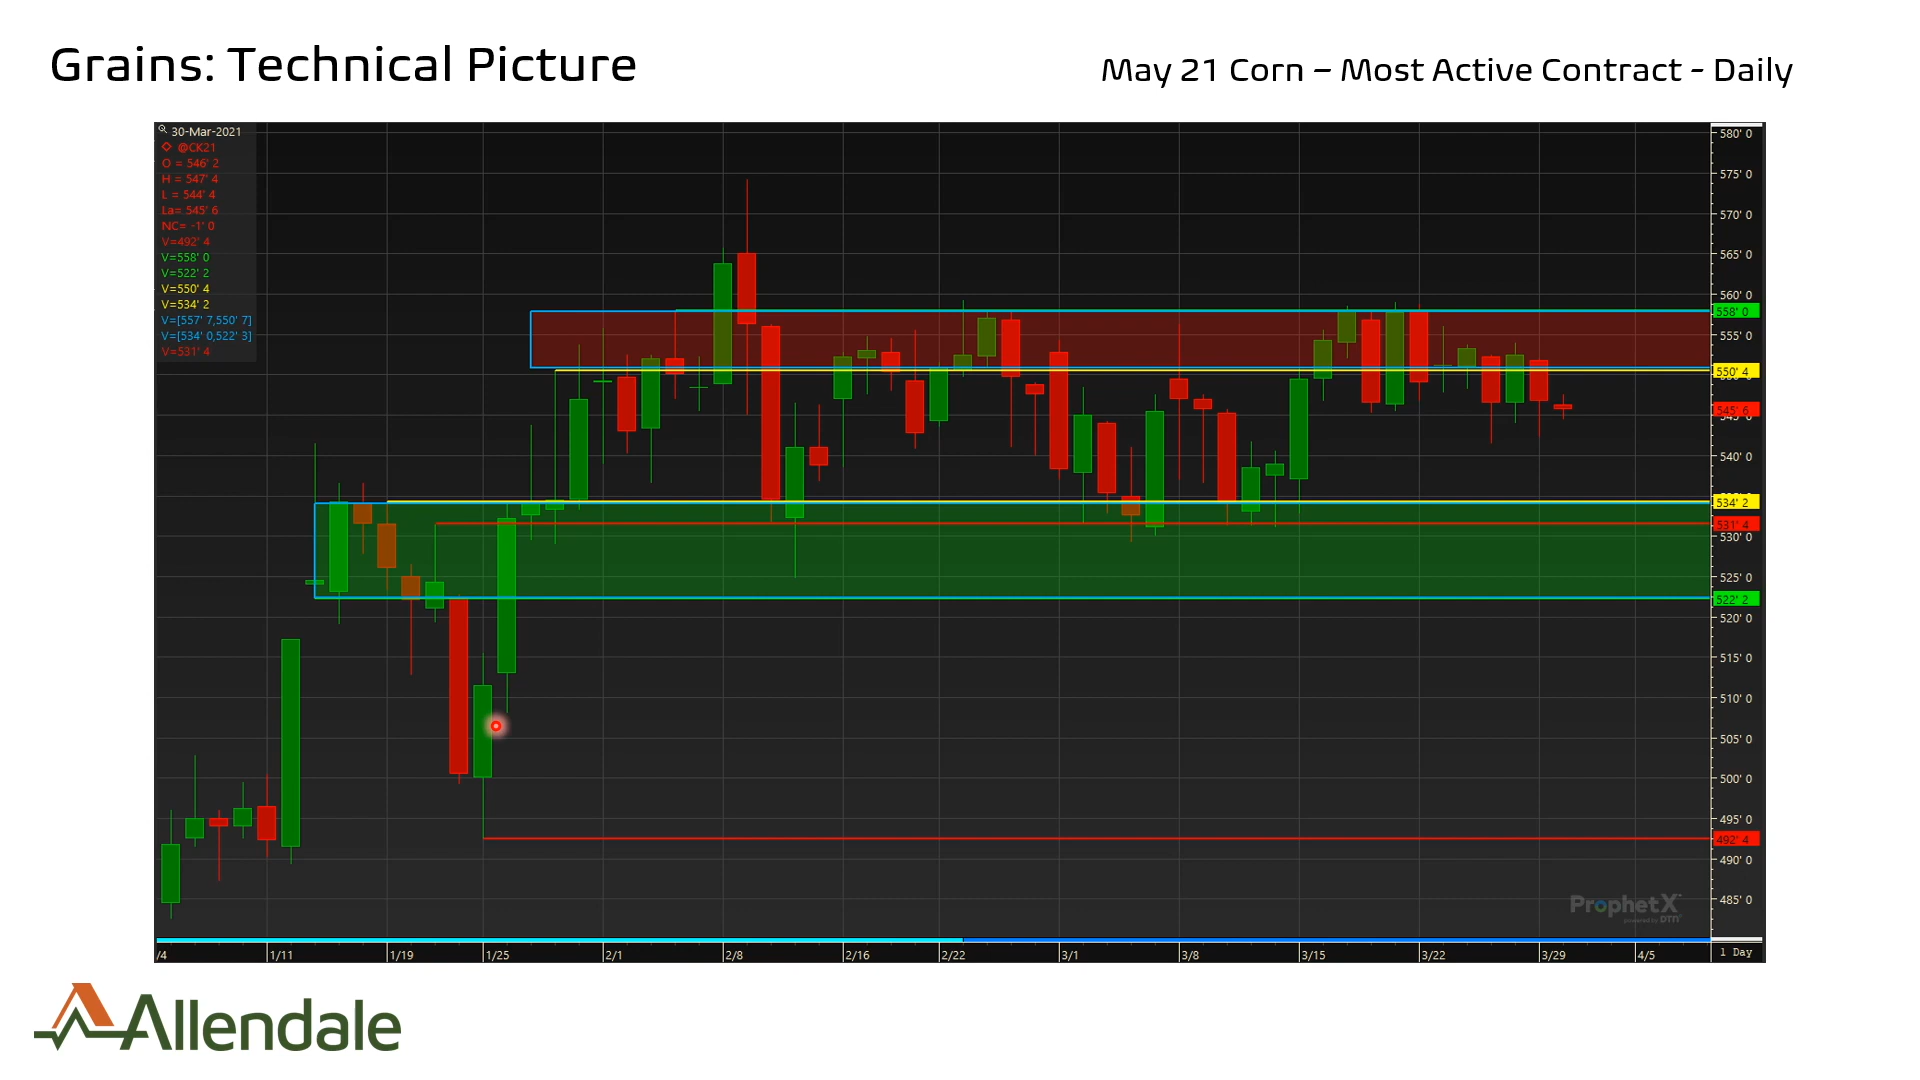 Grains: Technical Picture
May 21 Corn – Most Active Contract - Daily
30-Mar-2021
@CK21
O = 546' 2
H = 547' 4
L = 544' 4
La= 545' 6
NC= -1' 0
V=492' 4
V=558' 0
V=522' 2
V=550' 4
V=534' 2
V=[557' 7,550' 7]
V=[534' 0,522' 3]
V=531' 4
580' 0
575' 0
570' 0
565' 0
560' 0
558' 0
555' 0
550' 4
545' 6
540' 0
534' 2
531' 4
530' 0
525' 0
522' 2
520' 0
515' 0
510' 0
505' 0
500' 0
495' 0
492' 4
490' 0
485' 0
ProphetX
powered by DTN
/4 1/11 1/19 1/25 2/1 2/8 2/16 2/22 3/1 3/8 3/15 3/22 3/29 4/5 1 Day
Allendale